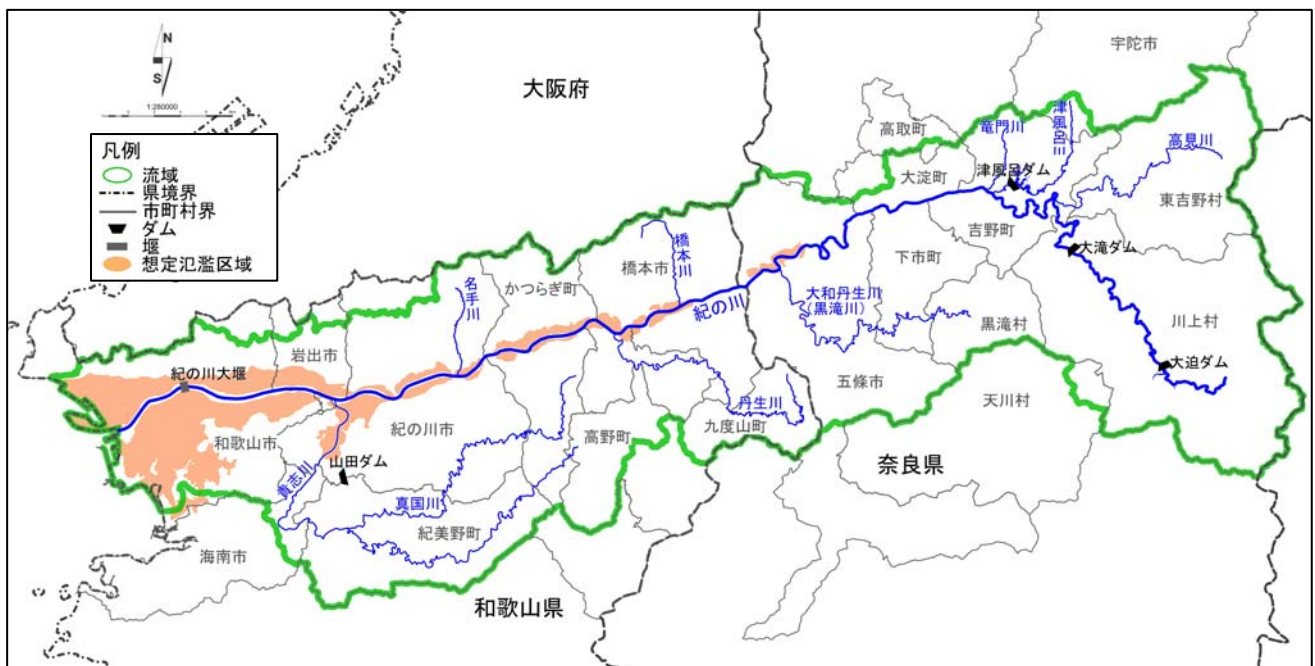 宇陀市
N
大阪府
S
津風呂川
竜門川
高取町
1:280000
高見川
凡例
流域
県境界
市町村界
ダム
堰
想定氾濫区域
大淀町
津風呂ダム
東吉野村
橋本川
橋本市
吉野町
大滝ダム
下市町
かつらぎ町
名手川
大和丹生川
(黒滝川)
紀の川
黒滝村
川上村
岩出市
大迫ダム
紀の川大堰
五條市
天川村
丹生川
紀の川市
九度山町
和歌山市
高野町
奈良県
山田ダム
貴志川
真国川
紀美野町
海南市
和歌山県